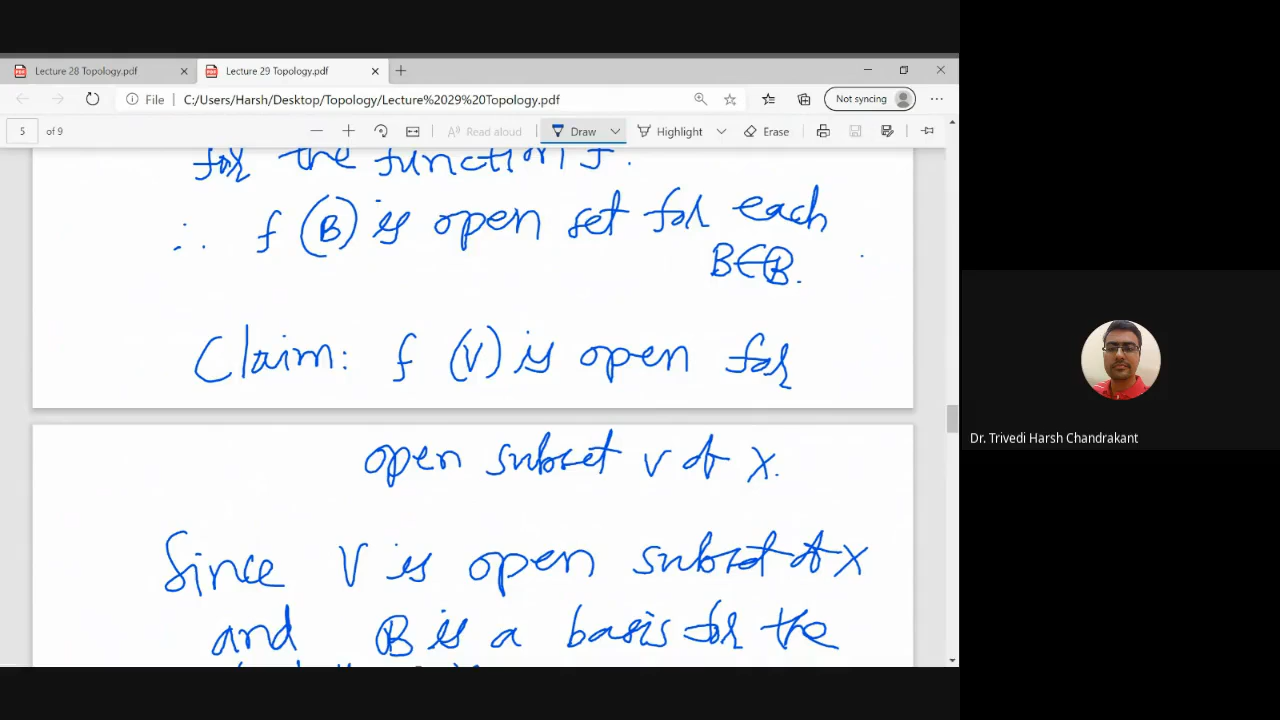 Lecture 28 Topology.pdf
Lecture 29 Topology.pdf
File
C:/Users/Harsh/Desktop/Topology/Lecture%2029%20Topology.pdf
Not syncing
5 of 9
Read aloud
Draw
Highlight
Erase
for the function f.
∴ f (B) is open set for each
B∈ℬ.
Claim: f (V) is open for
open subset V of X.
Since V is open subset of X
and ℬ is a basis for the
Dr. Trivedi Harsh Chandrakant